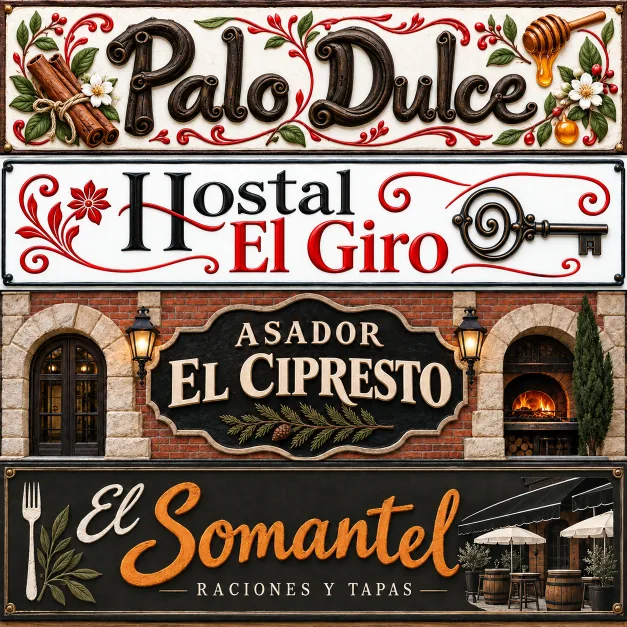 Palo Dulce
Hostal
El Giro
ASADOR
EL CIPRESTO
El Somantel
RACIONES Y TAPAS